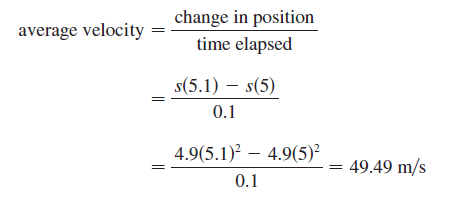 average velocity = change in position / time elapsed
= s(5.1) − s(5) / 0.1
= 4.9(5.1)² − 4.9(5)² / 0.1 = 49.49 m/s